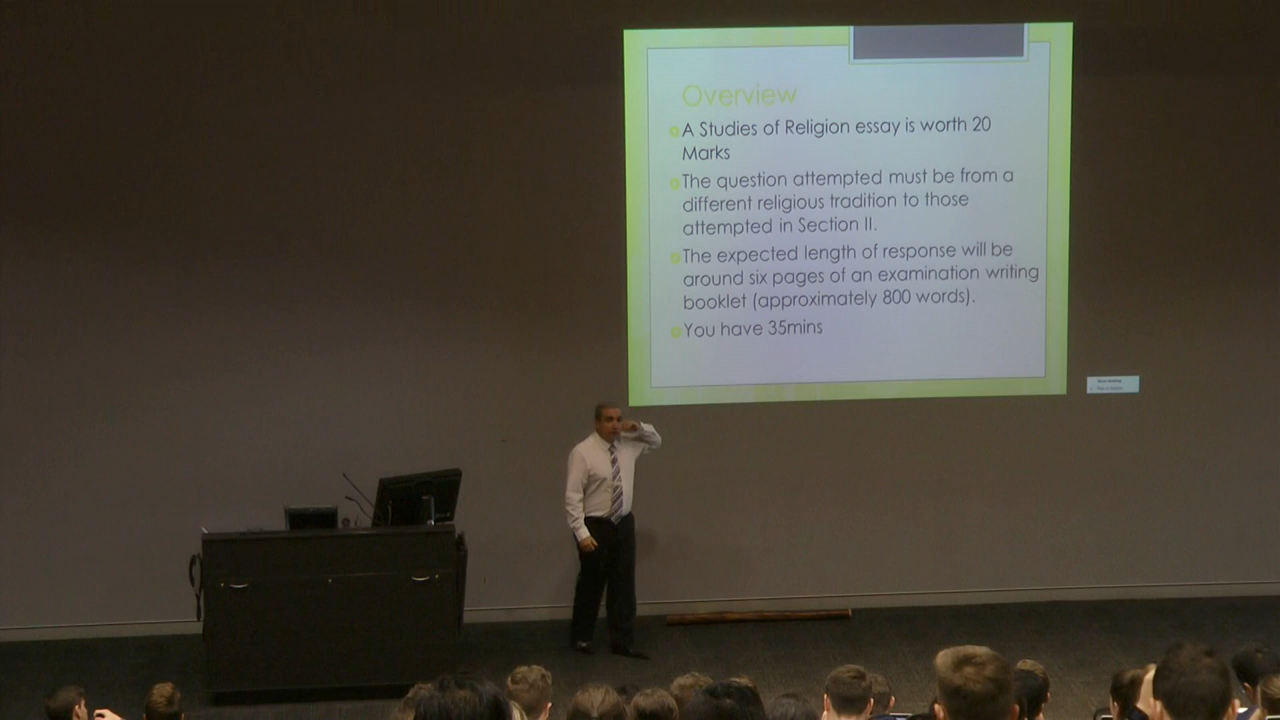 Overview
A Studies of Religion essay is worth 20
Marks
The question attempted must be from a
different religious tradition to those
attempted in Section II.
The expected length of response will be
around six pages of an examination writing
booklet (approximately 800 words).
You have 35mins